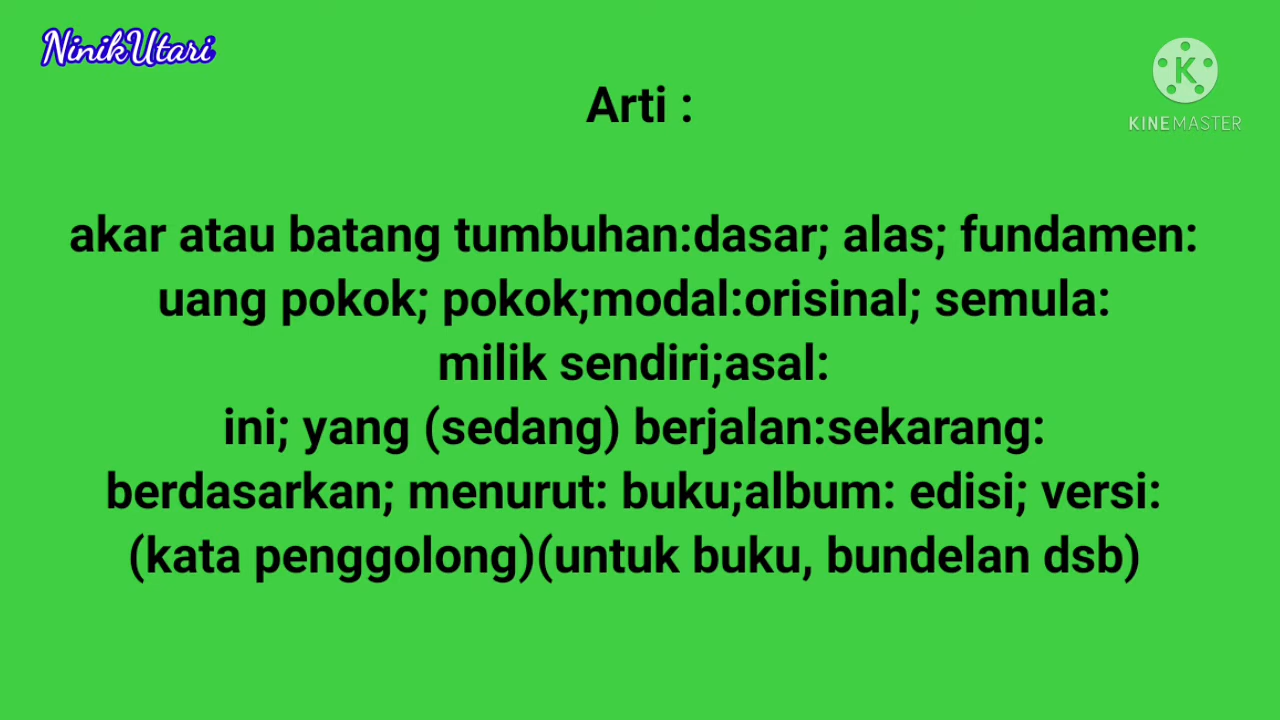 NinikUtari
KINEMASTER
Arti :
akar atau batang tumbuhan:dasar; alas; fundamen:
uang pokok; pokok;modal:orisinal; semula:
milik sendiri;asal:
ini; yang (sedang) berjalan:sekarang:
berdasarkan; menurut: buku;album: edisi; versi:
(kata penggolong)(untuk buku, bundelan dsb)